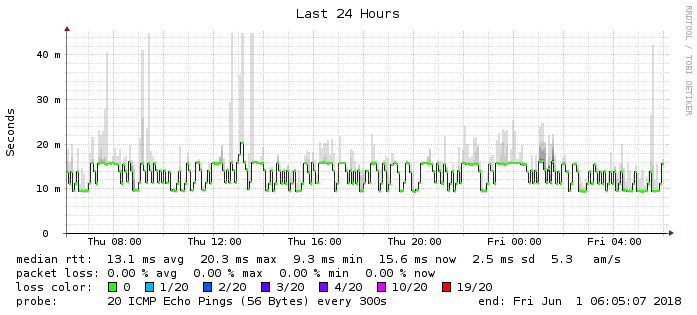 Last 24 Hours
RRDTOOL / TOBI OETIKER
Seconds
40 m
30 m
20 m
10 m
0
Thu 08:00 Thu 12:00 Thu 16:00 Thu 20:00 Fri 00:00 Fri 04:00
median rtt: 13.1 ms avg 20.3 ms max 9.3 ms min 15.6 ms now 2.5 ms sd 5.3 am/s
packet loss: 0.00 % avg 0.00 % max 0.00 % min 0.00 % now
loss color: 0 1/20 2/20 3/20 4/20 10/20 19/20
probe: 20 ICMP Echo Pings (56 Bytes) every 300s end: Fri Jun 1 06:05:07 2018